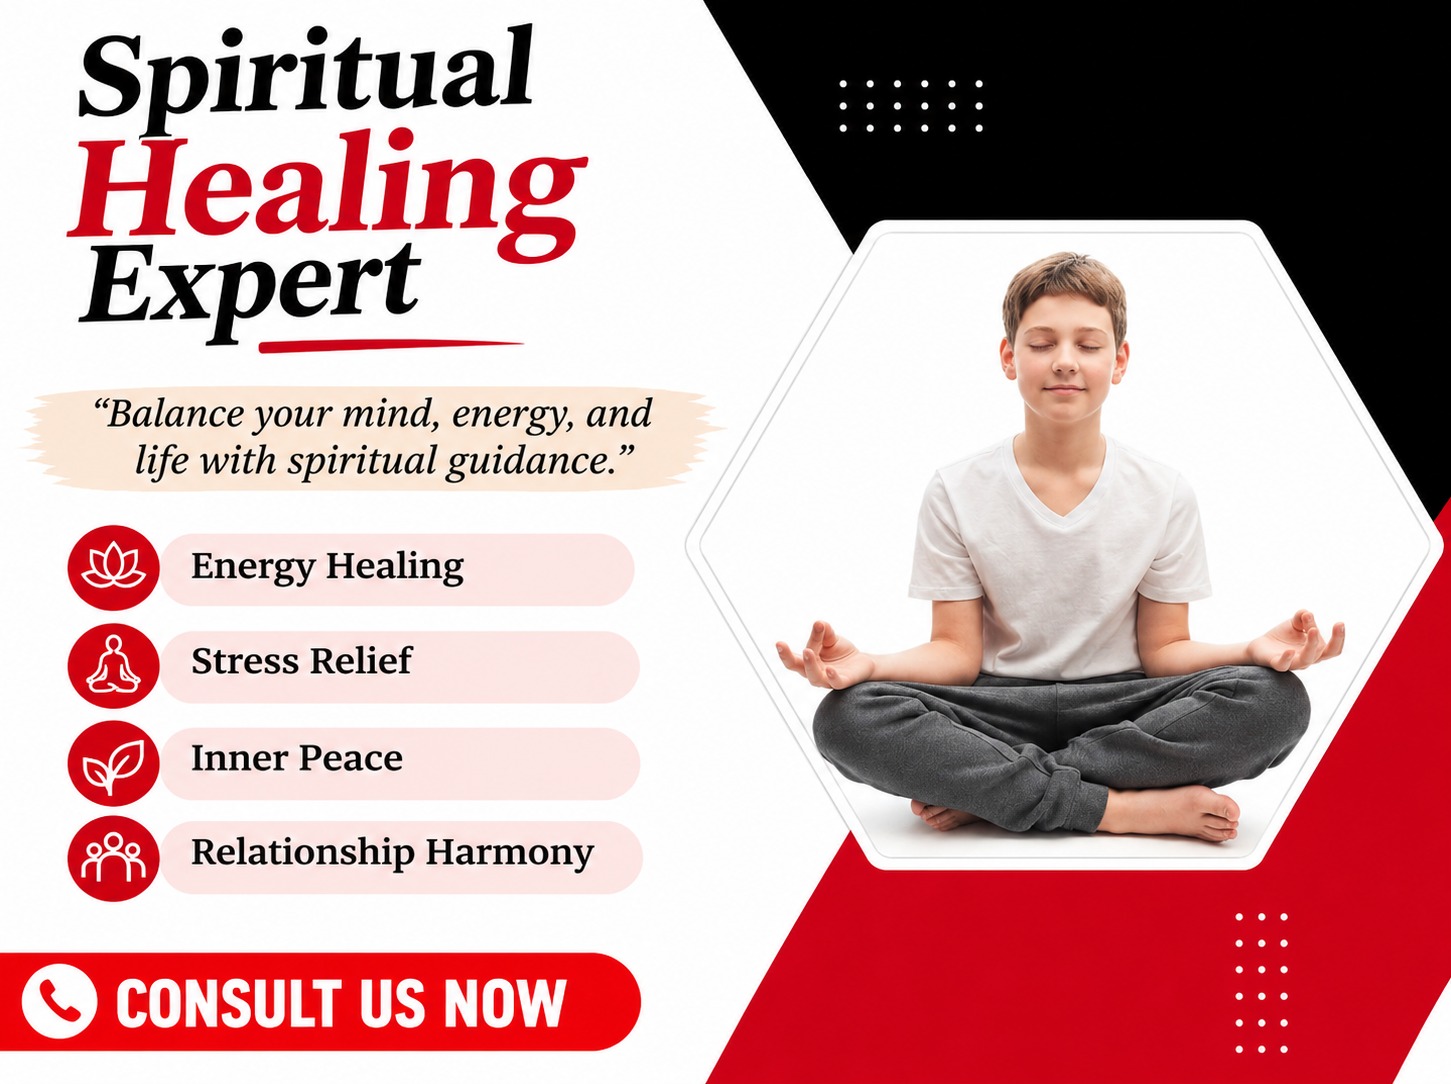 Spiritual
Healing
Expert
“Balance your mind, energy, and
life with spiritual guidance.”
Energy Healing
Stress Relief
Inner Peace
Relationship Harmony
CONSULT US NOW